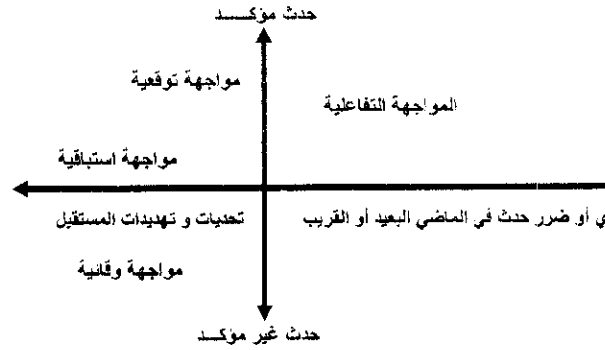 حدث مؤكـــــد
مواجهة توقعية
المواجهة التفاعلية
مواجهة استباقية
ي أو ضرر حدث في الماضي البعيد أو القريب
تحديات و تهديدات المستقبل
مواجهة وقائية
حدث غير مؤكـــد